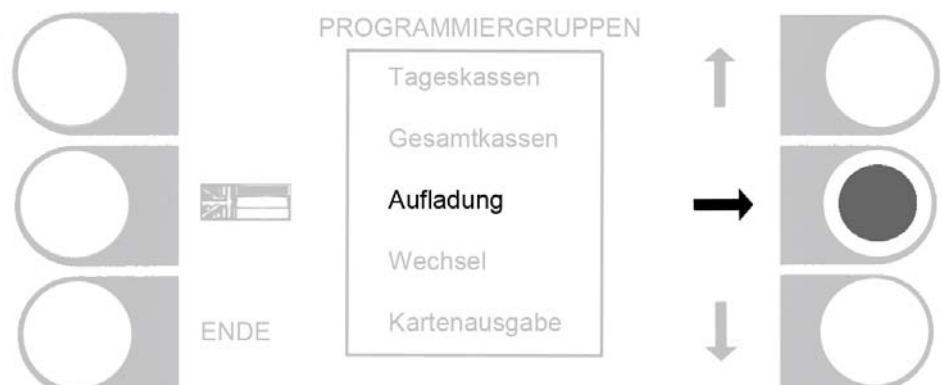 PROGRAMMIERGRUPPEN
Tageskassen
Gesamtkassen
Aufladung
Wechsel
Kartenausgabe
ENDE